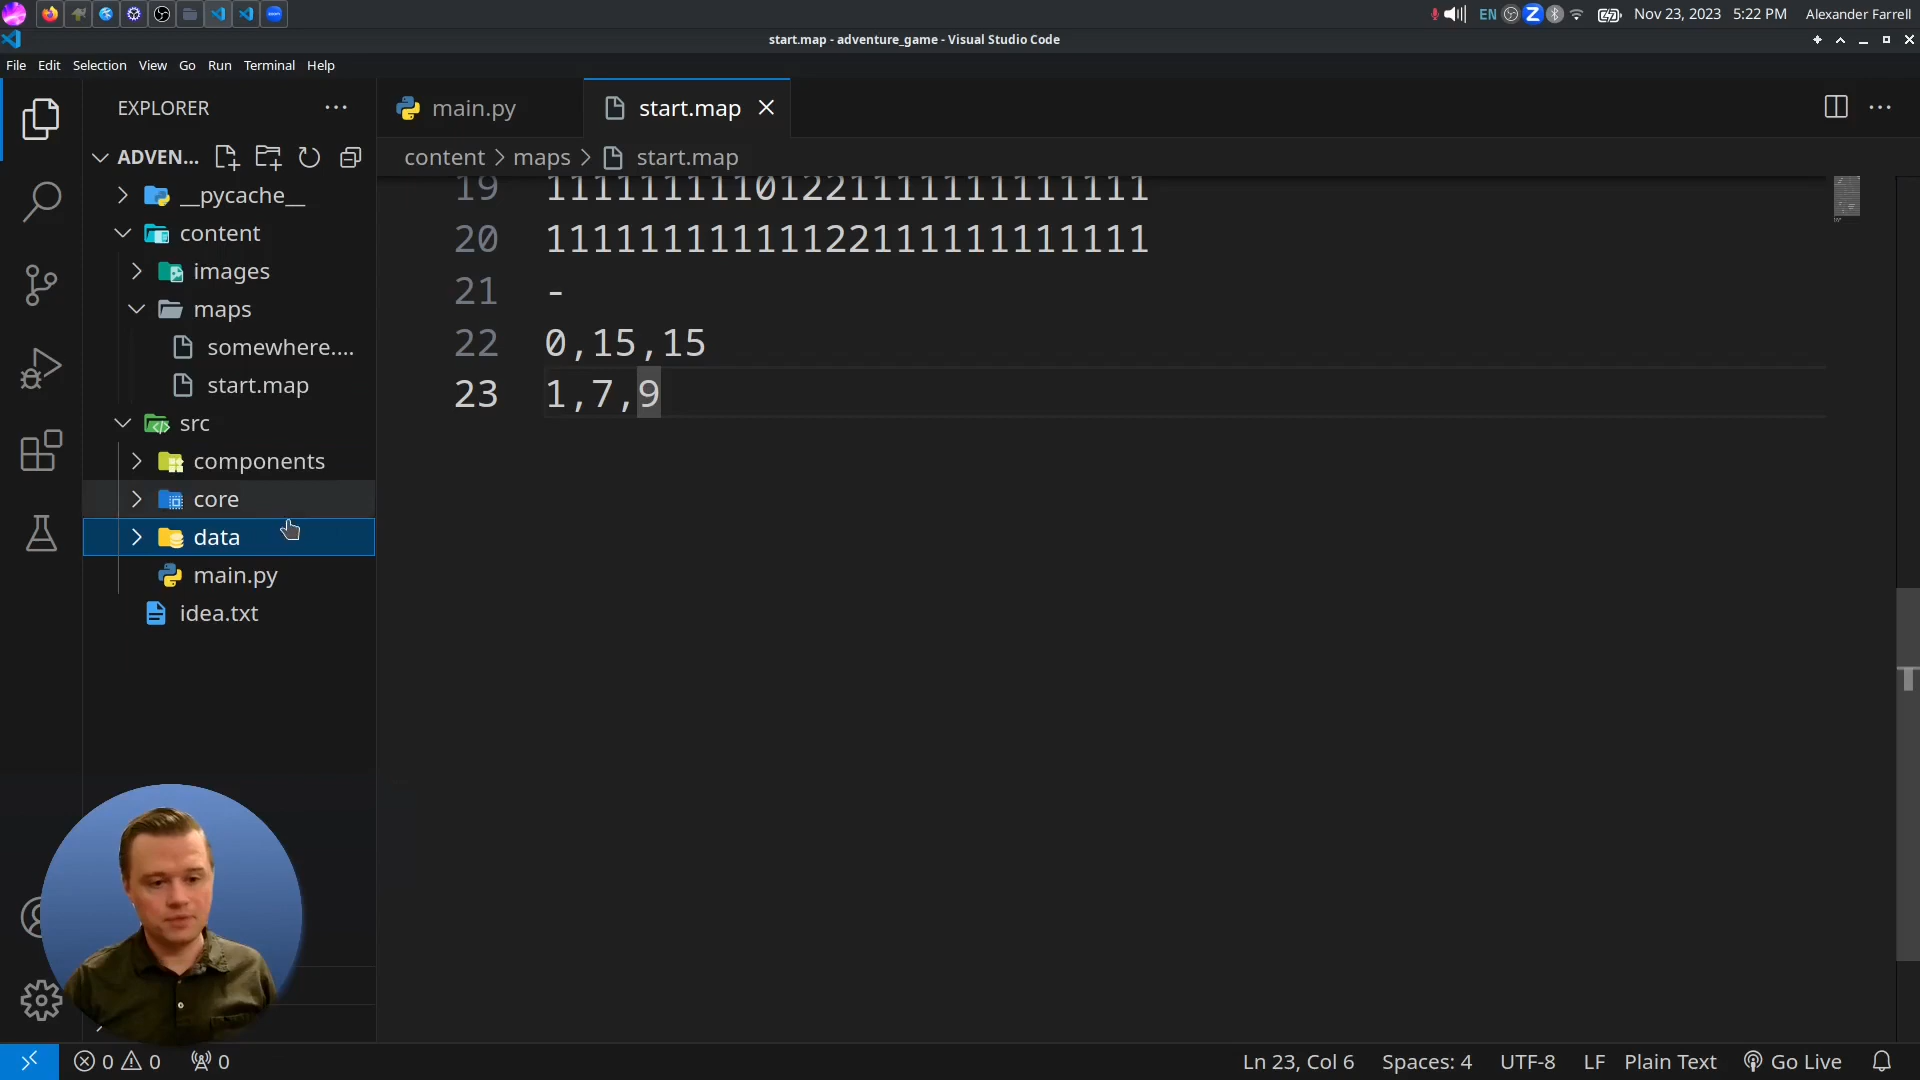 EN
Nov 23, 2023 5:22 PM Alexander Farrell
start.map - adventure_game - Visual Studio Code
File Edit Selection View Go Run Terminal Help
EXPLORER
main.py
start.map
ADVEN...
content > maps > start.map
__pycache__
content
images
maps
somewhere....
start.map
src
components
core
data
main.py
idea.txt
19 11111111101221111111111111
20 11111111111122111111111111
21 -
22 0,15,15
23 1,7,9
0 0 0
Ln 23, Col 6 Spaces: 4 UTF-8 LF Plain Text Go Live